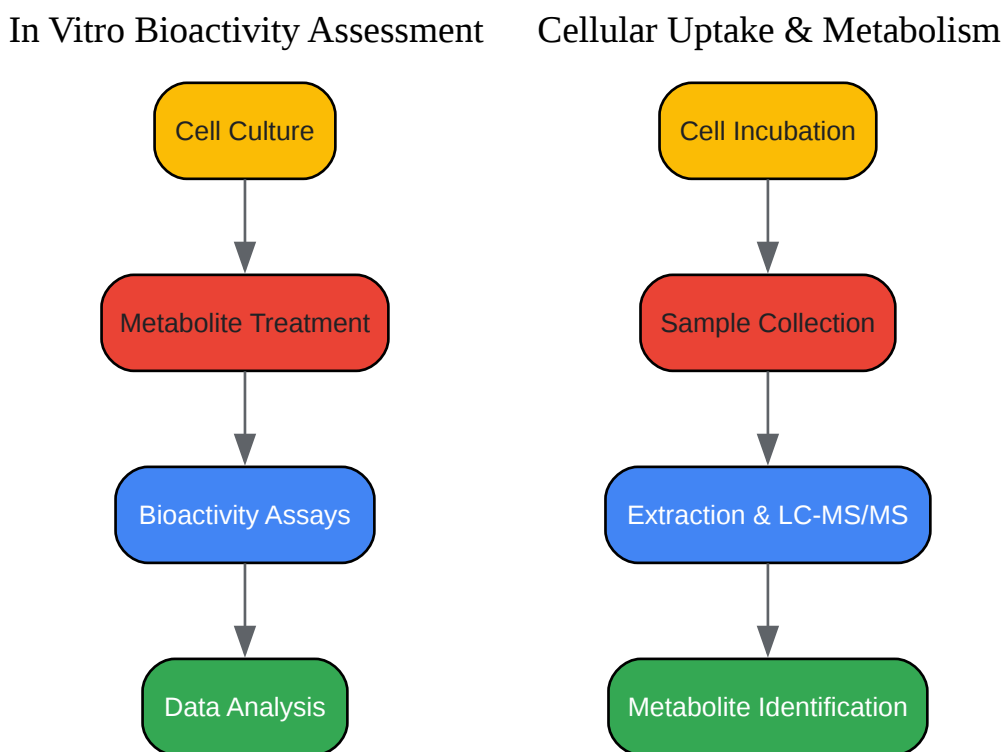 In Vitro Bioactivity Assessment
Cell Culture
Metabolite Treatment
Bioactivity Assays
Data Analysis
Cellular Uptake & Metabolism
Cell Incubation
Sample Collection
Extraction & LC-MS/MS
Metabolite Identification